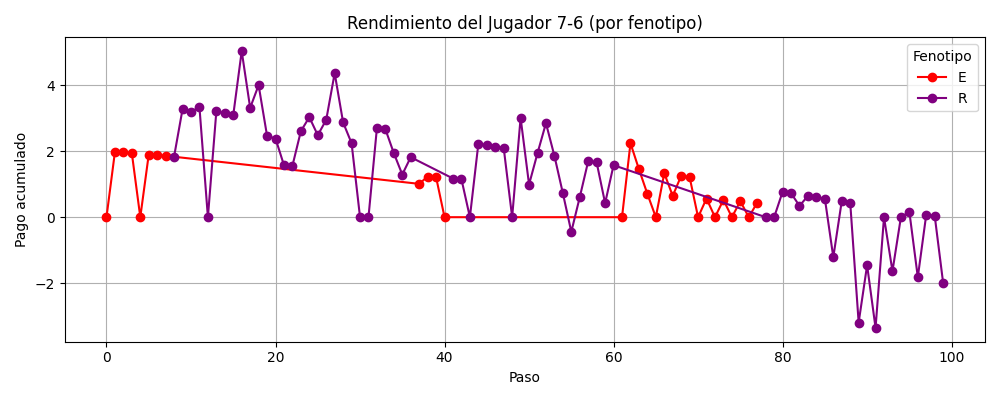 Rendimiento del Jugador 7-6 (por fenotipo)
Fenotipo
E
R
Pago acumulado
4
2
0
−2
0
20
40
60
80
100
Paso